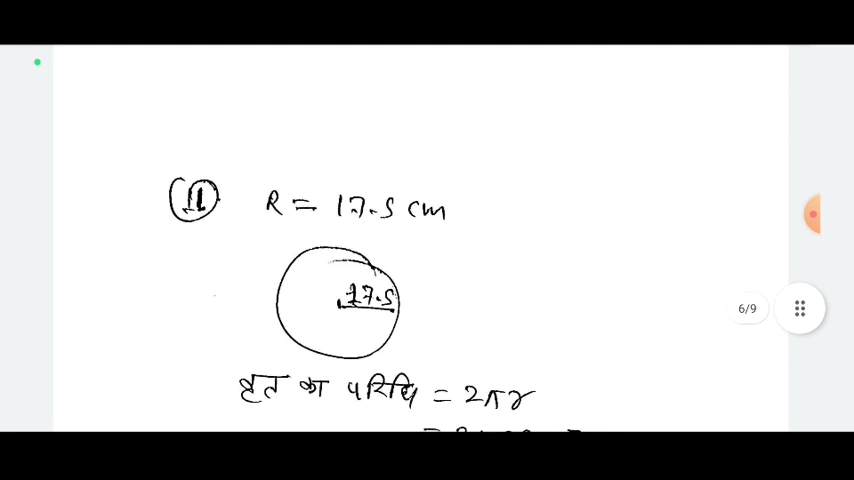 11 R = 17.5 cm
17.5
वृत का परिधि = 2πr
6/9